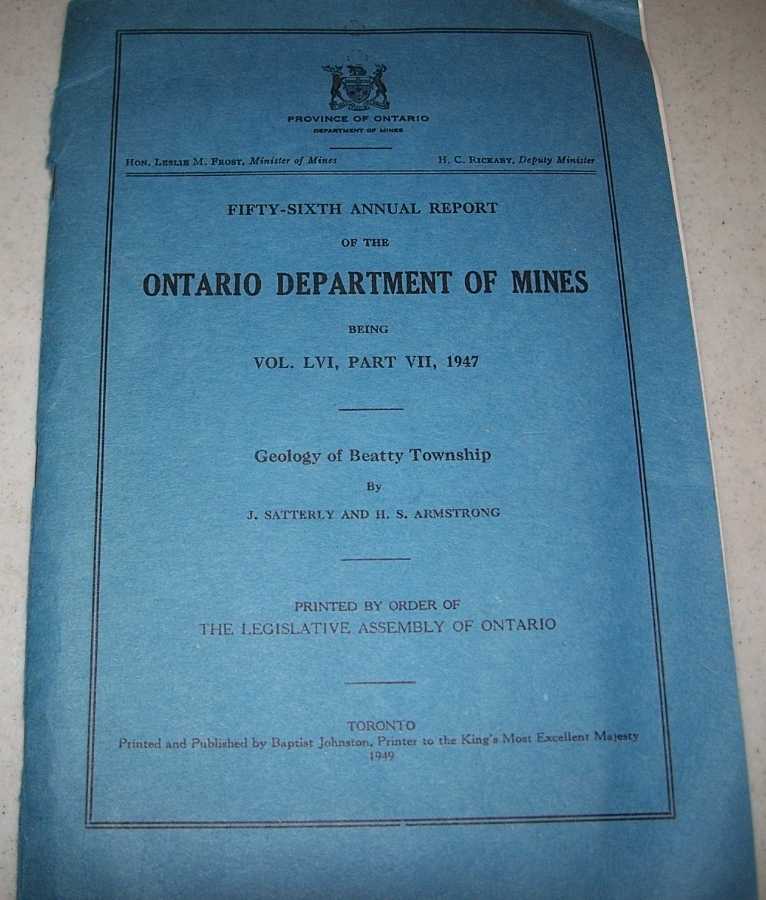 PROVINCE OF ONTARIO
DEPARTMENT OF MINES
HON. LESLIE M. FROST, Minister of Mines H. C. RICKABY, Deputy Minister
FIFTY-SIXTH ANNUAL REPORT
OF THE
ONTARIO DEPARTMENT OF MINES
BEING
VOL. LVI, PART VII, 1947
Geology of Beatty Township
By
J. SATTERLY AND H. S. ARMSTRONG
PRINTED BY ORDER OF
THE LEGISLATIVE ASSEMBLY OF ONTARIO
TORONTO
Printed and Published by Baptist Johnston, Printer to the King's Most Excellent Majesty
1949